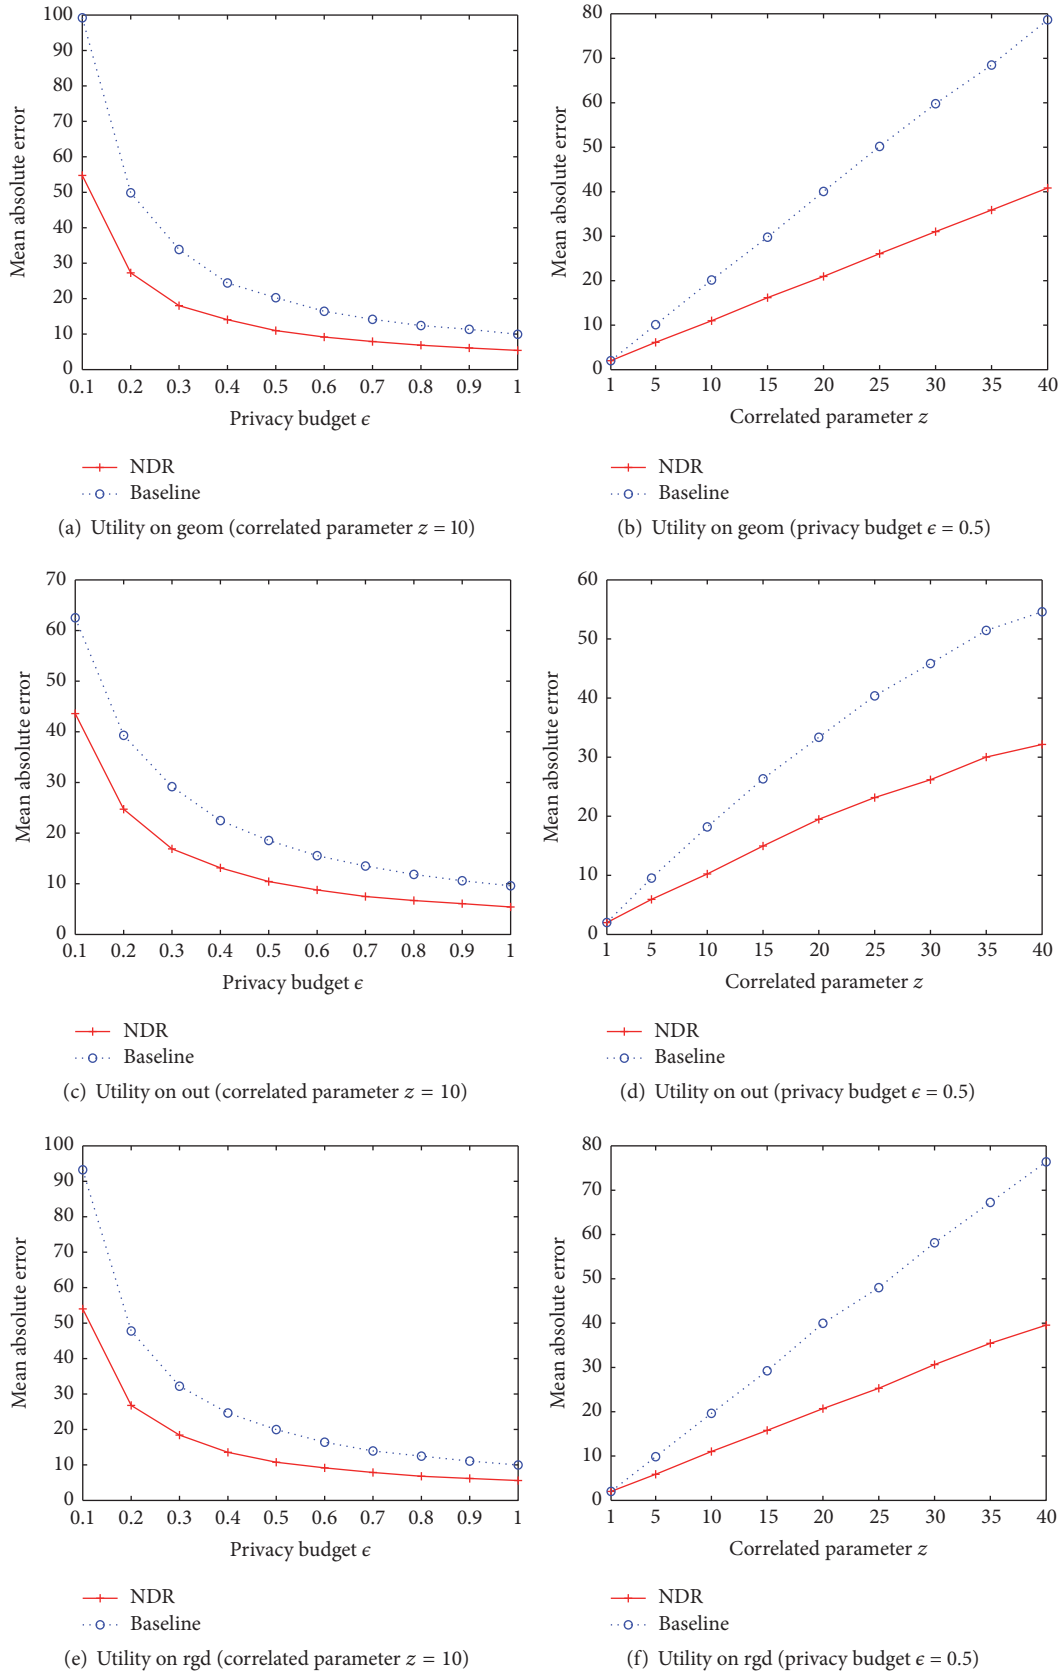 100
90
80
70
60
50
40
30
20
10
0
Mean absolute error
0.1 0.2 0.3 0.4 0.5 0.6 0.7 0.8 0.9 1
Privacy budget ϵ
NDR
Baseline
(a) Utility on geom (correlated parameter z = 10)
80
70
60
50
40
30
20
10
0
Mean absolute error
1 5 10 15 20 25 30 35 40
Correlated parameter z
NDR
Baseline
(b) Utility on geom (privacy budget ϵ = 0.5)
70
60
50
40
30
20
10
0
Mean absolute error
0.1 0.2 0.3 0.4 0.5 0.6 0.7 0.8 0.9 1
Privacy budget ϵ
NDR
Baseline
(c) Utility on out (correlated parameter z = 10)
60
50
40
30
20
10
0
Mean absolute error
1 5 10 15 20 25 30 35 40
Correlated parameter z
NDR
Baseline
(d) Utility on out (privacy budget ϵ = 0.5)
100
90
80
70
60
50
40
30
20
10
0
Mean absolute error
0.1 0.2 0.3 0.4 0.5 0.6 0.7 0.8 0.9 1
Privacy budget ϵ
NDR
Baseline
(e) Utility on rgd (correlated parameter z = 10)
80
70
60
50
40
30
20
10
0
Mean absolute error
1 5 10 15 20 25 30 35 40
Correlated parameter z
NDR
Baseline
(f) Utility on rgd (privacy budget ϵ = 0.5)